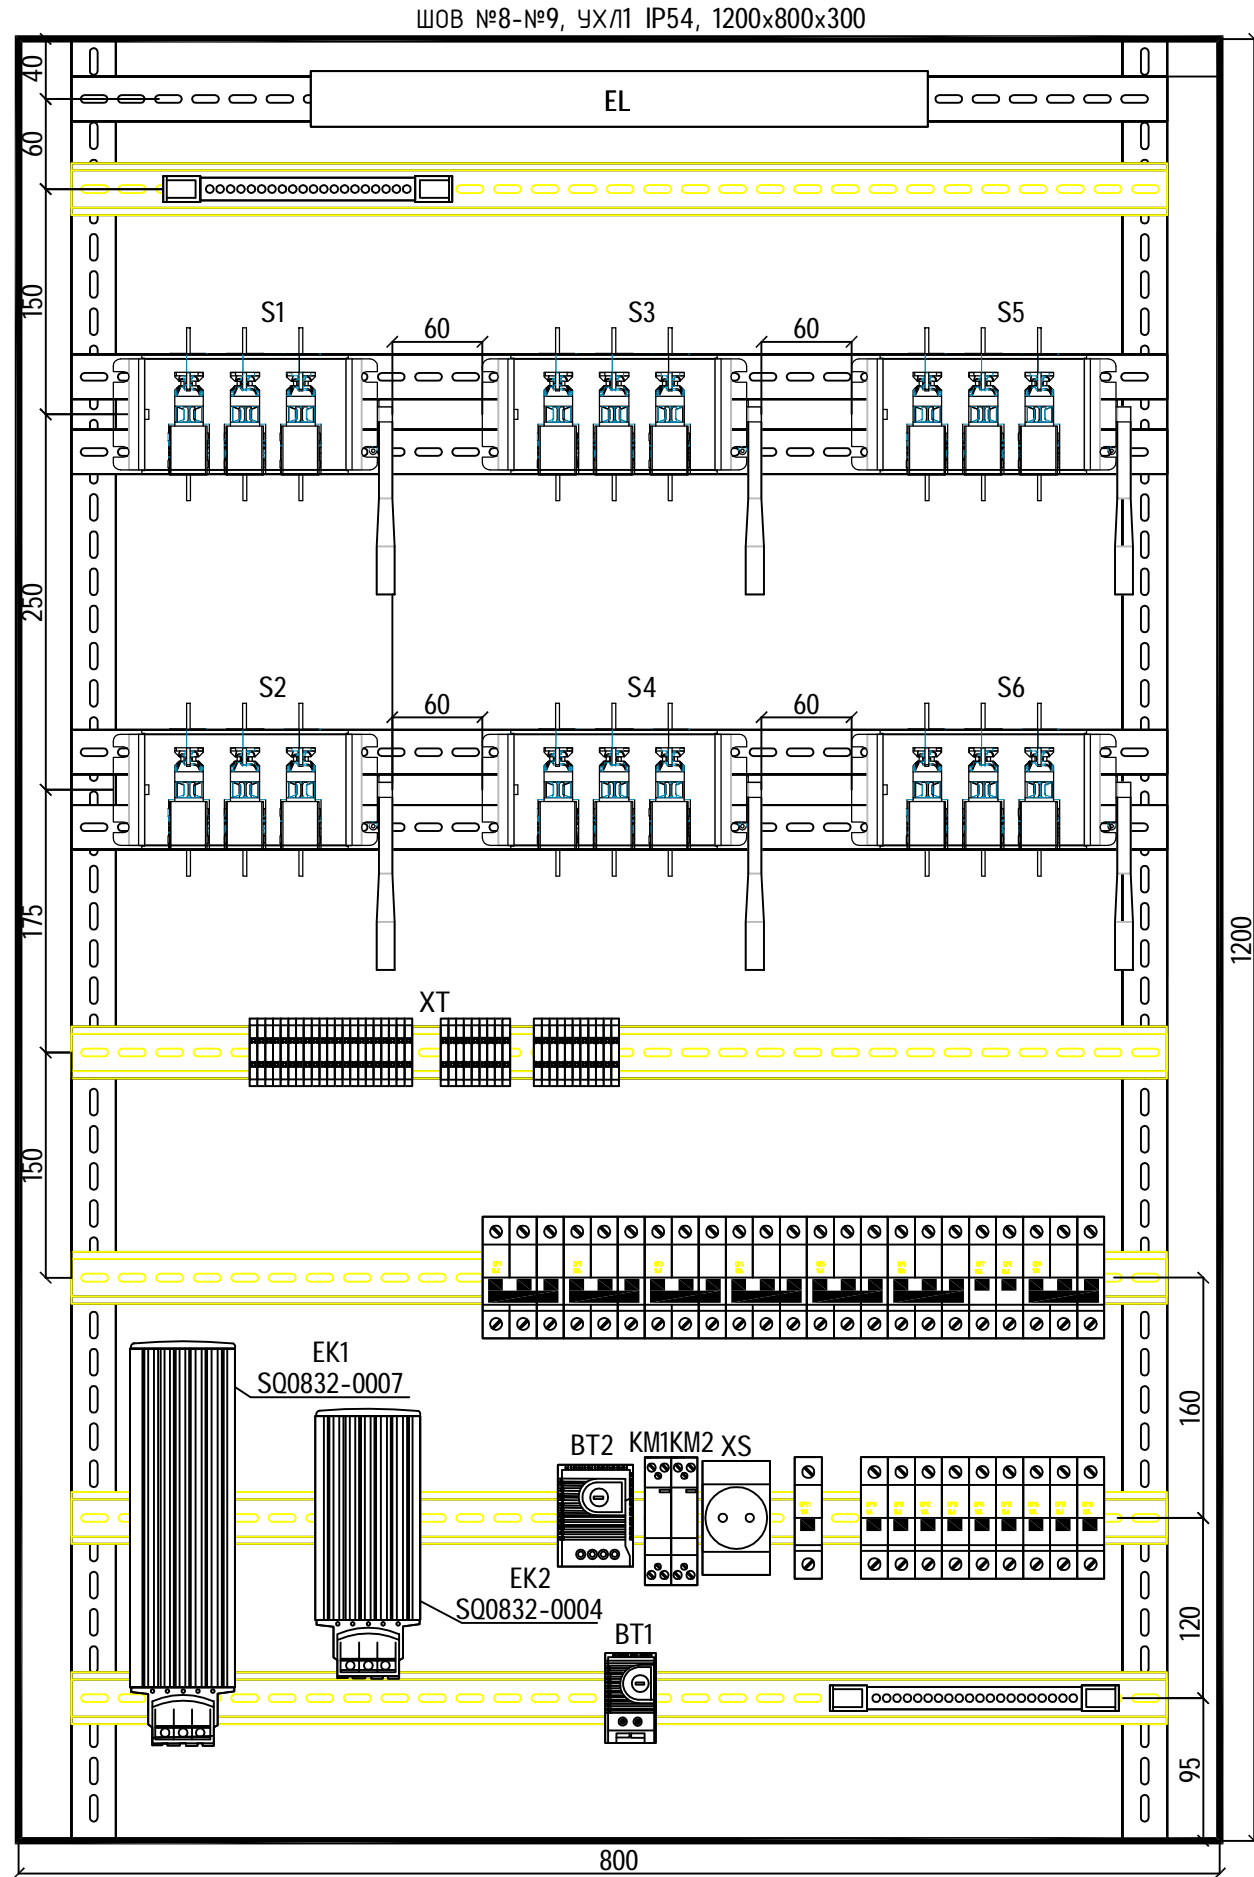 ШОВ №8-№9, УХЛ1 IP54, 1200x800x300
40
EL
60
150
S1
S3
S5
60
60
250
S2
S4
S6
60
60
175
1200
XT
150
EK1
SQ0832-0007
160
BT2
KM1KM2
XS
EK2
SQ0832-0004
BT1
120
95
800